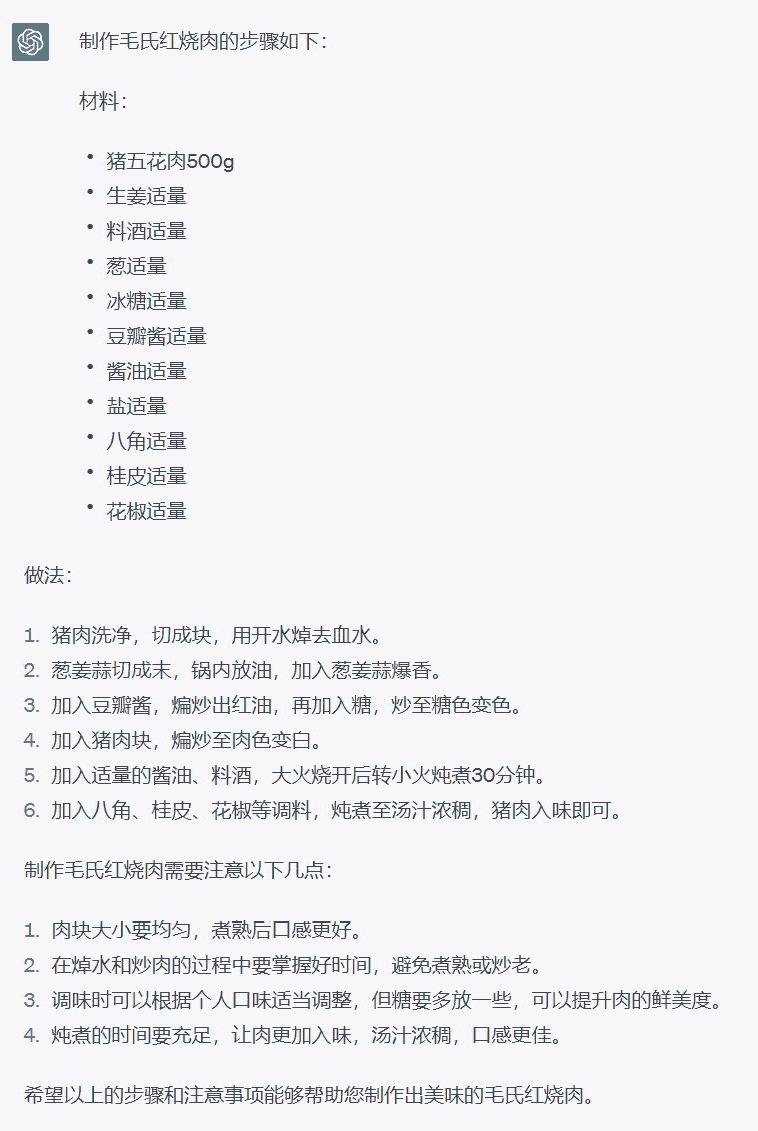 制作毛氏红烧肉的步骤如下：
材料：
• 猪五花肉500g
• 生姜适量
• 料酒适量
• 葱适量
• 冰糖适量
• 豆瓣酱适量
• 酱油适量
• 盐适量
• 八角适量
• 桂皮适量
• 花椒适量
做法：
1. 猪肉洗净，切成块，用开水焯去血水。
2. 葱姜蒜切成末，锅内放油，加入葱姜蒜爆香。
3. 加入豆瓣酱，煸炒出红油，再加入糖，炒至糖色变色。
4. 加入猪肉块，煸炒至肉色变白。
5. 加入适量的酱油、料酒，大火烧开后转小火炖煮30分钟。
6. 加入八角、桂皮、花椒等调料，炖煮至汤汁浓稠，猪肉入味即可。
制作毛氏红烧肉需要注意以下几点：
1. 肉块大小要均匀，煮熟后口感更好。
2. 在焯水和炒肉的过程中要掌握好时间，避免煮熟或炒老。
3. 调味时可以根据个人口味适当调整，但糖要多放一些，可以提升肉的鲜美度。
4. 炖煮的时间要充足，让肉更加入味，汤汁浓稠，口感更佳。
希望以上的步骤和注意事项能够帮助您制作出美味的毛氏红烧肉。